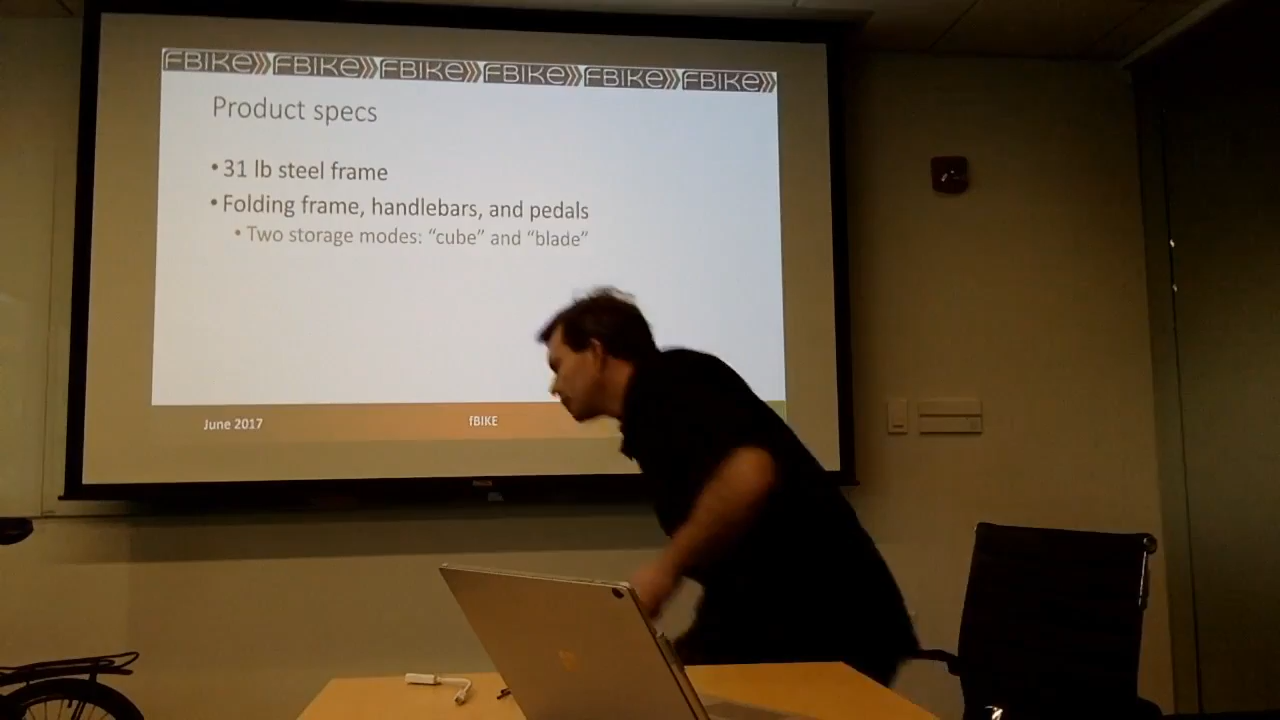 FBIKE» FBIKE» FBIKE» FBIKE» FBIKE» FBIKE»
Product specs
• 31 lb steel frame
• Folding frame, handlebars, and pedals
• Two storage modes: “cube” and “blade”
June 2017 fBIKE